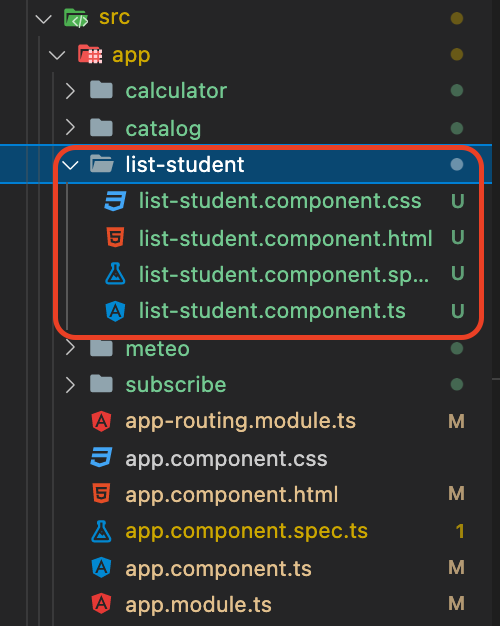 src
app
calculator
catalog
list-student
list-student.component.css U
list-student.component.html U
list-student.component.sp... U
list-student.component.ts U
meteo
subscribe
app-routing.module.ts M
app.component.css
app.component.html M
app.component.spec.ts 1
app.component.ts M
app.module.ts M